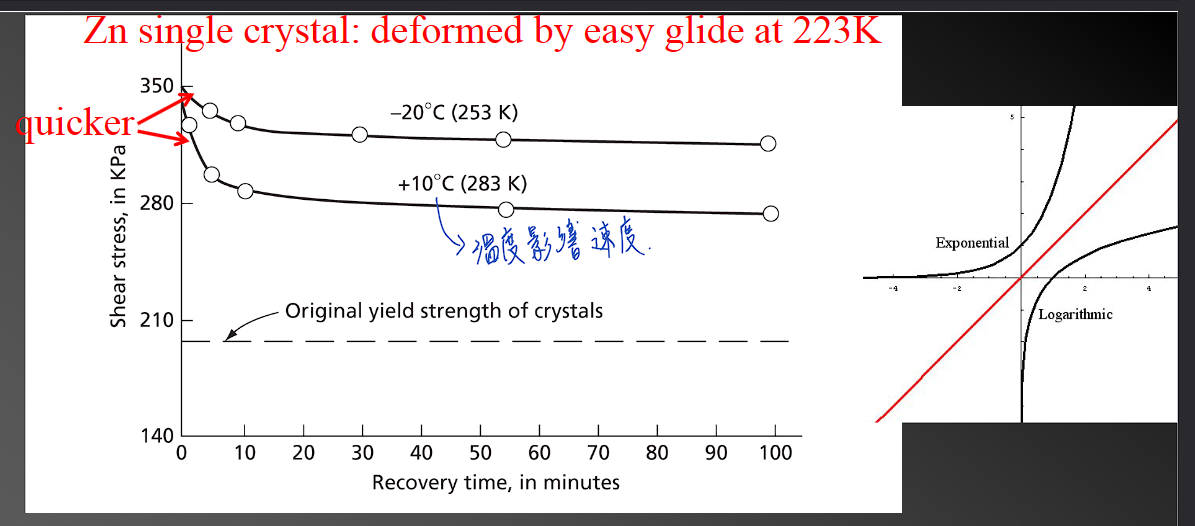 Zn single crystal: deformed by easy glide at 223K
350
quicker
−20°C (253 K)
+10°C (283 K)
280
溫度影響速度.
Shear stress, in KPa
Original yield strength of crystals
210
140
0 10 20 30 40 50 60 70 80 90 100
Recovery time, in minutes
5
Exponential
-4 -2 2 4
Logarithmic